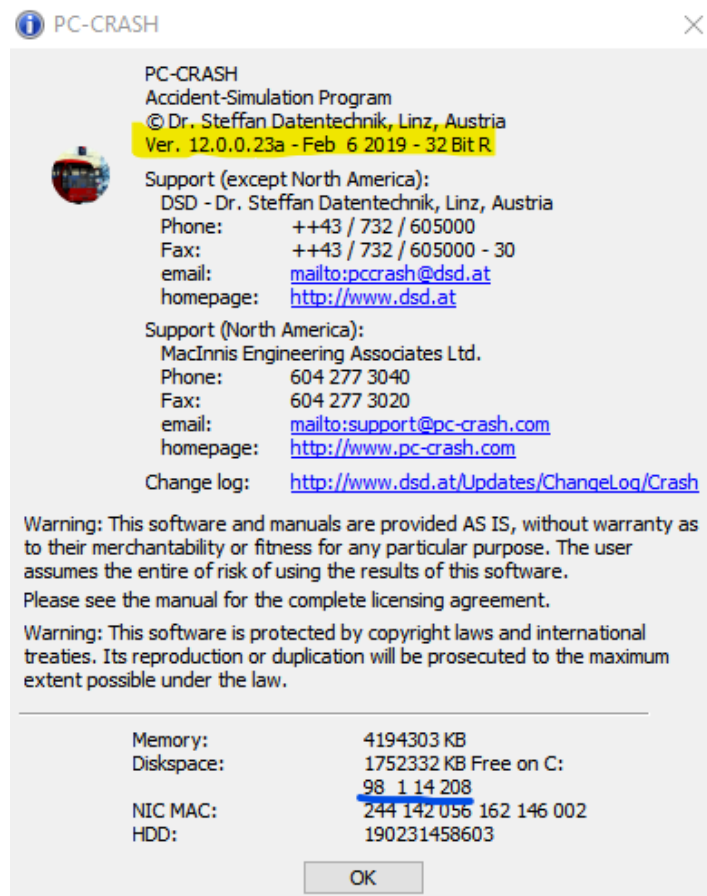 PC-CRASH
PC-CRASH
Accident-Simulation Program
© Dr. Steffan Datentechnik, Linz, Austria
Ver. 12.0.0.23a - Feb 6 2019 - 32 Bit R
Support (except North America):
DSD - Dr. Steffan Datentechnik, Linz, Austria
Phone: ++43 / 732 / 605000
Fax: ++43 / 732 / 605000 - 30
email: mailto:pccrash@dsd.at
homepage: http://www.dsd.at
Support (North America):
MacInnis Engineering Associates Ltd.
Phone: 604 277 3040
Fax: 604 277 3020
email: mailto:support@pc-crash.com
homepage: http://www.pc-crash.com
Change log: http://www.dsd.at/Updates/ChangeLog/Crash
Warning: This software and manuals are provided AS IS, without warranty as
to their merchantability or fitness for any particular purpose. The user
assumes the entire of risk of using the results of this software.
Please see the manual for the complete licensing agreement.
Warning: This software is protected by copyright laws and international
treaties. Its reproduction or duplication will be prosecuted to the maximum
extent possible under the law.
Memory: 4194303 KB
Diskspace: 1752332 KB Free on C:
98 1 14 208
NIC MAC: 244 142 056 162 146 002
HDD: 190231458603
OK